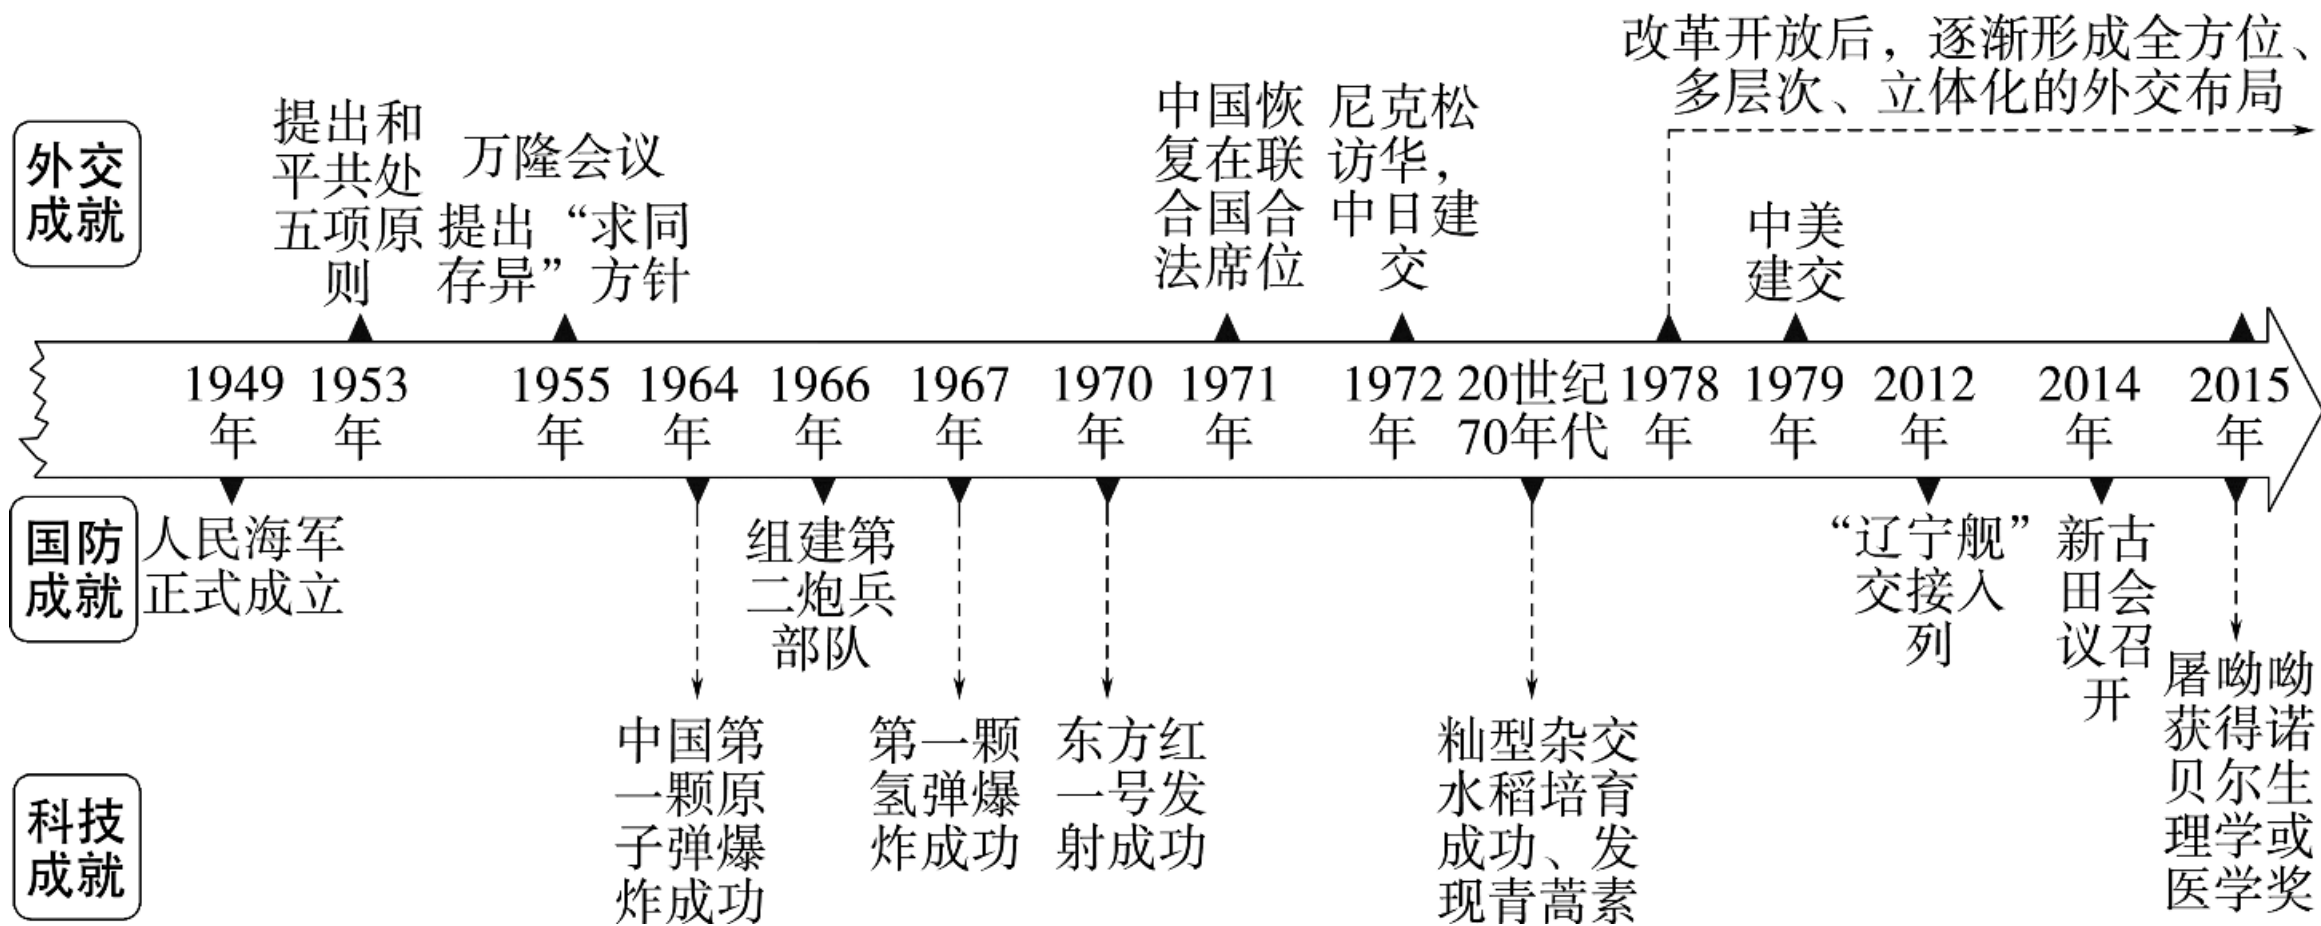 外交
成就
提出和
平共处
五项原
则
万隆会议
提出“求同
存异”方针
中国恢
复在联
合国合
法席位
尼克松
访华，
中日建
交
改革开放后，逐渐形成全方位、
多层次、立体化的外交布局
中美
建交
1949
年
1953
年
1955
年
1964
年
1966
年
1967
年
1970
年
1971
年
1972
年
20世纪
70年代
1978
年
1979
年
2012
年
2014
年
2015
年
国防
成就
人民海军
正式成立
组建第
二炮兵
部队
“辽宁舰”
交接入
列
新古
田会
议召
开
科技
成就
中国第
一颗原
子弹爆
炸成功
第一颗
氢弹爆
炸成功
东方红
一号发
射成功
籼型杂交
水稻培育
成功、发
现青蒿素
屠呦呦
获得诺
贝尔生
理学或
医学奖